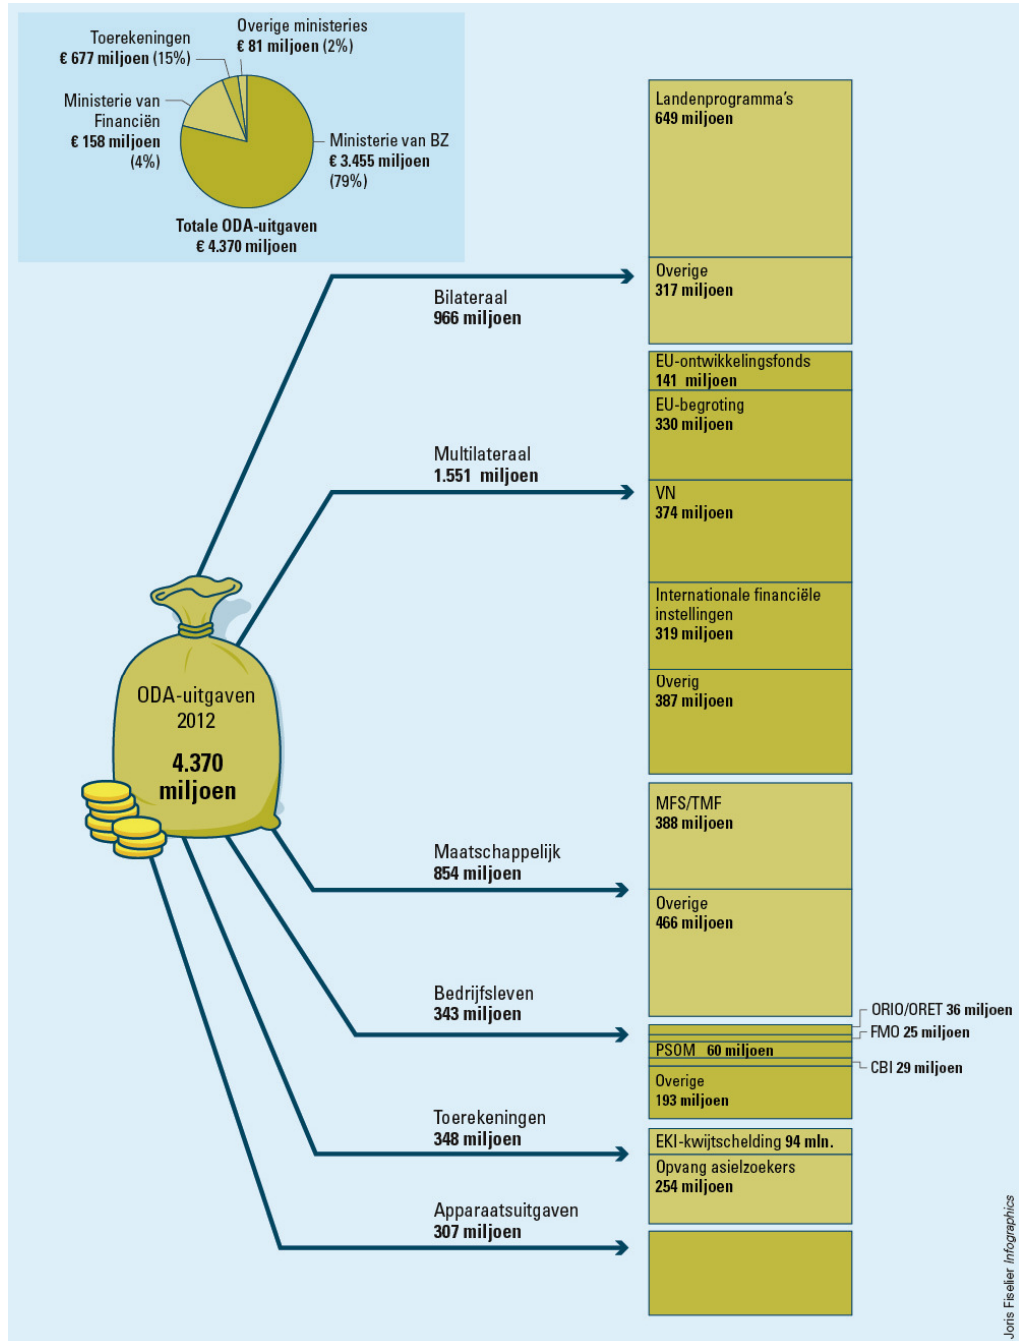 Overige ministeries
€ 81 miljoen (2%)
Toerekeningen
€ 677 miljoen (15%)
Ministerie van
Financiën
€ 158 miljoen
(4%)
Ministerie van BZ
€ 3.455 miljoen
(79%)
Totale ODA-uitgaven
€ 4.370 miljoen
Landenprogramma's
649 miljoen
Overige
317 miljoen
Bilateraal
966 miljoen
EU-ontwikkelingsfonds
141 miljoen
EU-begroting
330 miljoen
Multilateraal
1.551 miljoen
VN
374 miljoen
Internationale financiële
instellingen
319 miljoen
Overig
387 miljoen
ODA-uitgaven
2012
4.370
miljoen
MFS/TMF
388 miljoen
Maatschappelijk
854 miljoen
Overige
466 miljoen
Bedrijfsleven
343 miljoen
ORIO/ORET 36 miljoen
FMO 25 miljoen
PSOM 60 miljoen
CBI 29 miljoen
Overige
193 miljoen
Toerekeningen
348 miljoen
EKI-kwijtschelding 94 mln.
Opvang asielzoekers
254 miljoen
Apparaatsuitgaven
307 miljoen
Joris Fiselier Infographics